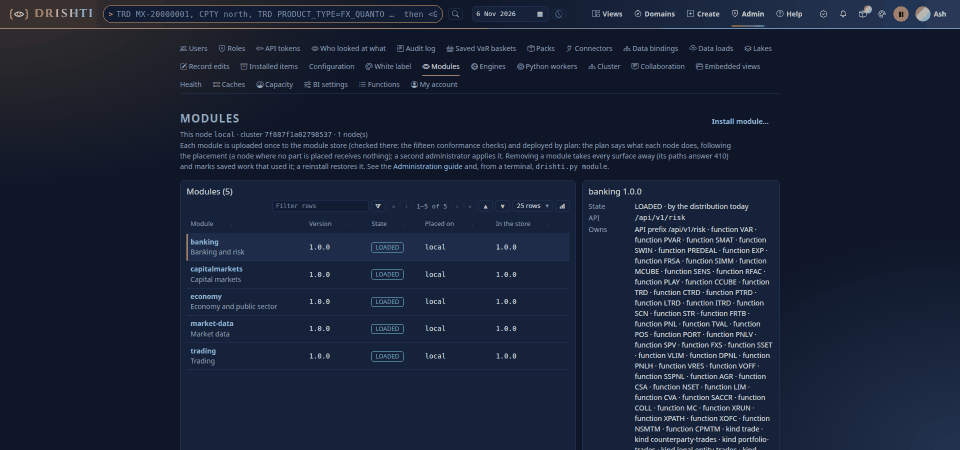 DRISHTI
> TRD MX-20000001, CPTY north, TRD PRODUCT_TYPE=FX_QUANTO … then <G
6 Nov 2026
Views Domains Create Admin Help Ash
Users Roles API tokens Who looked at what Audit log Saved VaR baskets Packs Connectors Data bindings Data loads Lakes
Record edits Installed items Configuration White label Modules Engines Python workers Cluster Collaboration Embedded views
Health Caches Capacity BI settings Functions My account
MODULES
Install module...
This node local · cluster 7f887f1a02798537 · 1 node(s)
Each module is uploaded once to the module store (checked there: the fifteen conformance checks) and deployed by plan: the plan says what each node does, following
the placement (a node where no part is placed receives nothing); a second administrator applies it. Removing a module takes every surface away (its paths answer 410)
and marks saved work that used it; a reinstall restores it. See the Administration guide and, from a terminal, drishti.py module.
Modules (5)
Filter rows
1–5 of 5
25 rows
Module Version State Placed on In the store
banking 1.0.0 LOADED local 1.0.0
Banking and risk
capitalmarkets 1.0.0 LOADED local 1.0.0
Capital markets
economy 1.0.0 LOADED local 1.0.0
Economy and public sector
market-data 1.0.0 LOADED local 1.0.0
Market data
trading 1.0.0 LOADED local 1.0.0
Trading
banking 1.0.0
State LOADED · by the distribution today
API /api/v1/risk
Owns API prefix /api/v1/risk · function VAR ·
function PVAR · function SMAT · function
SWIN · function PREDEAL · function EXP ·
function FRSA · function SIMM · function
MCUBE · function SENS · function RFAC ·
function PLAY · function CCUBE · function
TRD · function CTRD · function PTRD ·
function LTRD · function ITRD · function
SCN · function STR · function FRTB ·
function PNL · function TVAL · function
POS · function PORT · function PNLV ·
function SPV · function FXS · function SSET
· function VLIM · function DPNL · function
PNLH · function VRES · function VOFF ·
function SSPNL · function AGR · function
CSA · function NSET · function LIM ·
function CVA · function SACCR · function
COLL · function MC · function XRUN ·
function XPATH · function XOFC · function
NSMTM · function CPMTM · kind trade ·
kind counterparty-trades · kind portfolio-
trades · kind legal-entity-trades · kind